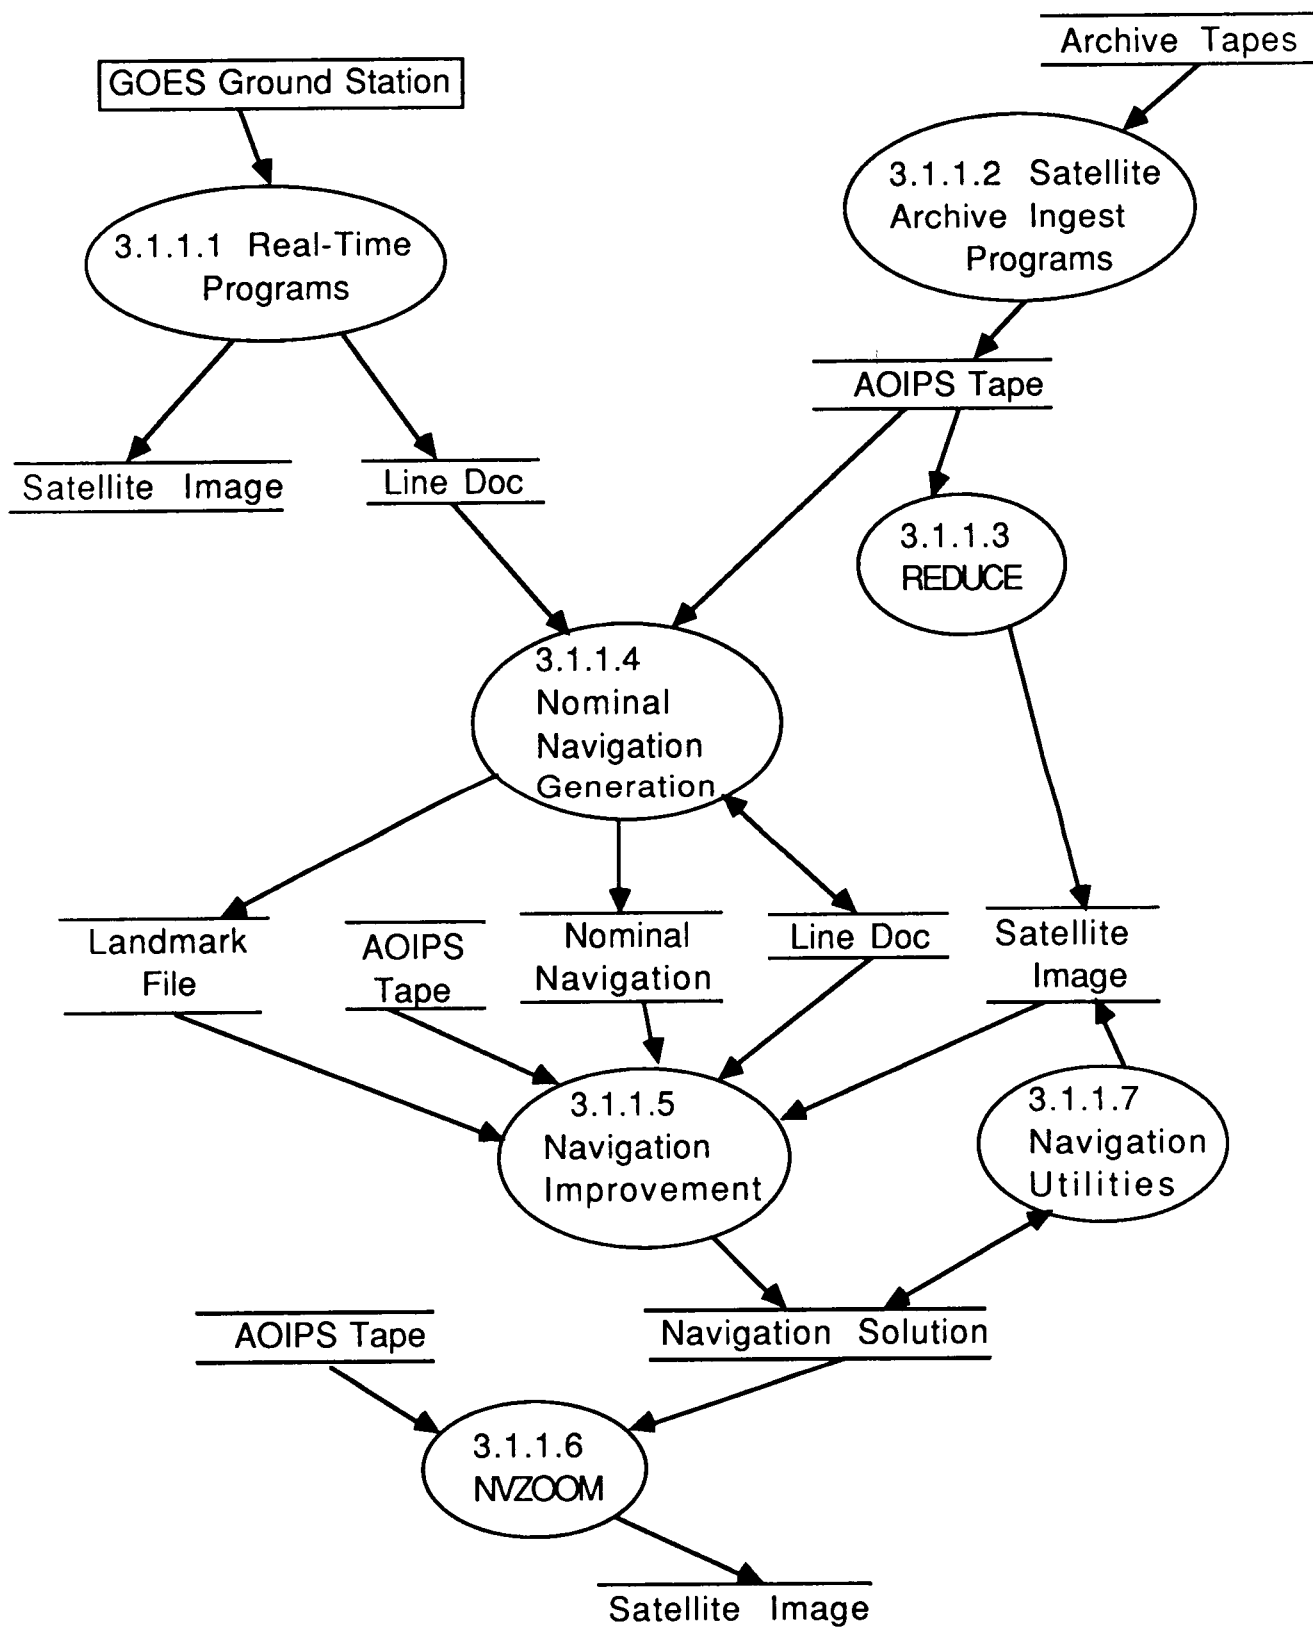 Archive Tapes
GOES Ground Station
3.1.1.2 Satellite
Archive Ingest
Programs
3.1.1.1 Real-Time
Programs
AOIPS Tape
Satellite Image
Line Doc
3.1.1.3
REDUCE
3.1.1.4
Nominal
Navigation
Generation
Landmark
File
AOIPS
Tape
Nominal
Navigation
Line Doc
Satellite
Image
3.1.1.5
Navigation
Improvement
3.1.1.7
Navigation
Utilities
AOIPS Tape
Navigation Solution
3.1.1.6
NVZOOM
Satellite Image